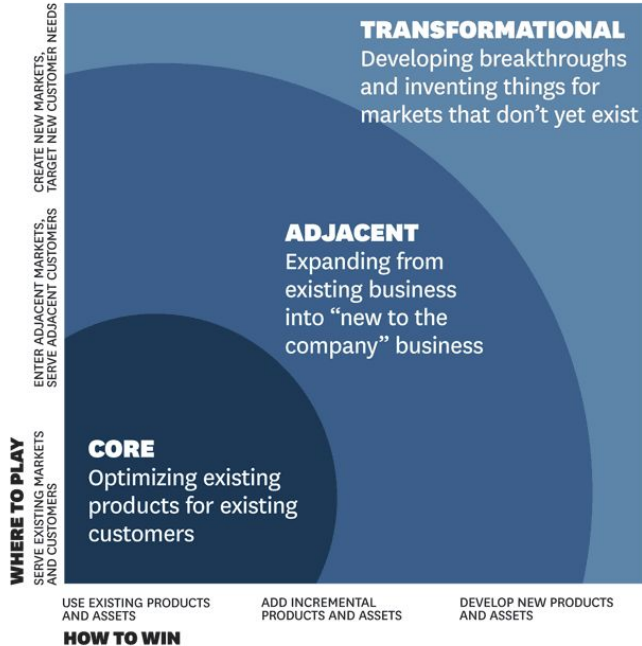 TRANSFORMATIONAL
Developing breakthroughs
and inventing things for
markets that don’t yet exist
ADJACENT
Expanding from
existing business
into “new to the
company” business
CORE
Optimizing existing
products for existing
customers
CREATE NEW MARKETS,
TARGET NEW CUSTOMER NEEDS
ENTER ADJACENT MARKETS,
SERVE ADJACENT CUSTOMERS
SERVE EXISTING MARKETS
AND CUSTOMERS
WHERE TO PLAY
USE EXISTING PRODUCTS
AND ASSETS
ADD INCREMENTAL
PRODUCTS AND ASSETS
DEVELOP NEW PRODUCTS
AND ASSETS
HOW TO WIN